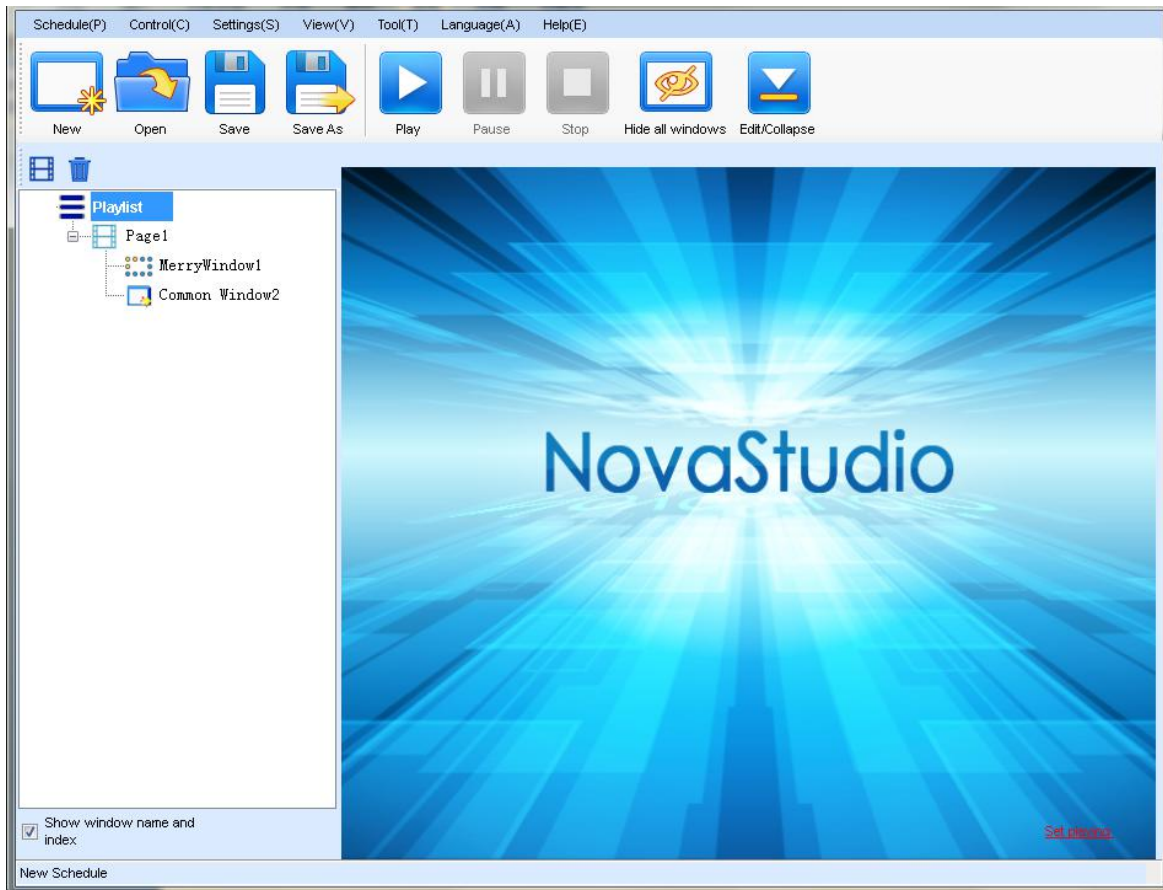 Schedule(P) Control(C) Settings(S) View(V) Tool(T) Language(A) Help(E)
New Open Save Save As Play Pause Stop Hide all windows Edit/Collapse
Playlist
Page1
MerryWindow1
Common Window2
NovaStudio
Show window name and
index
Set playing
New Schedule